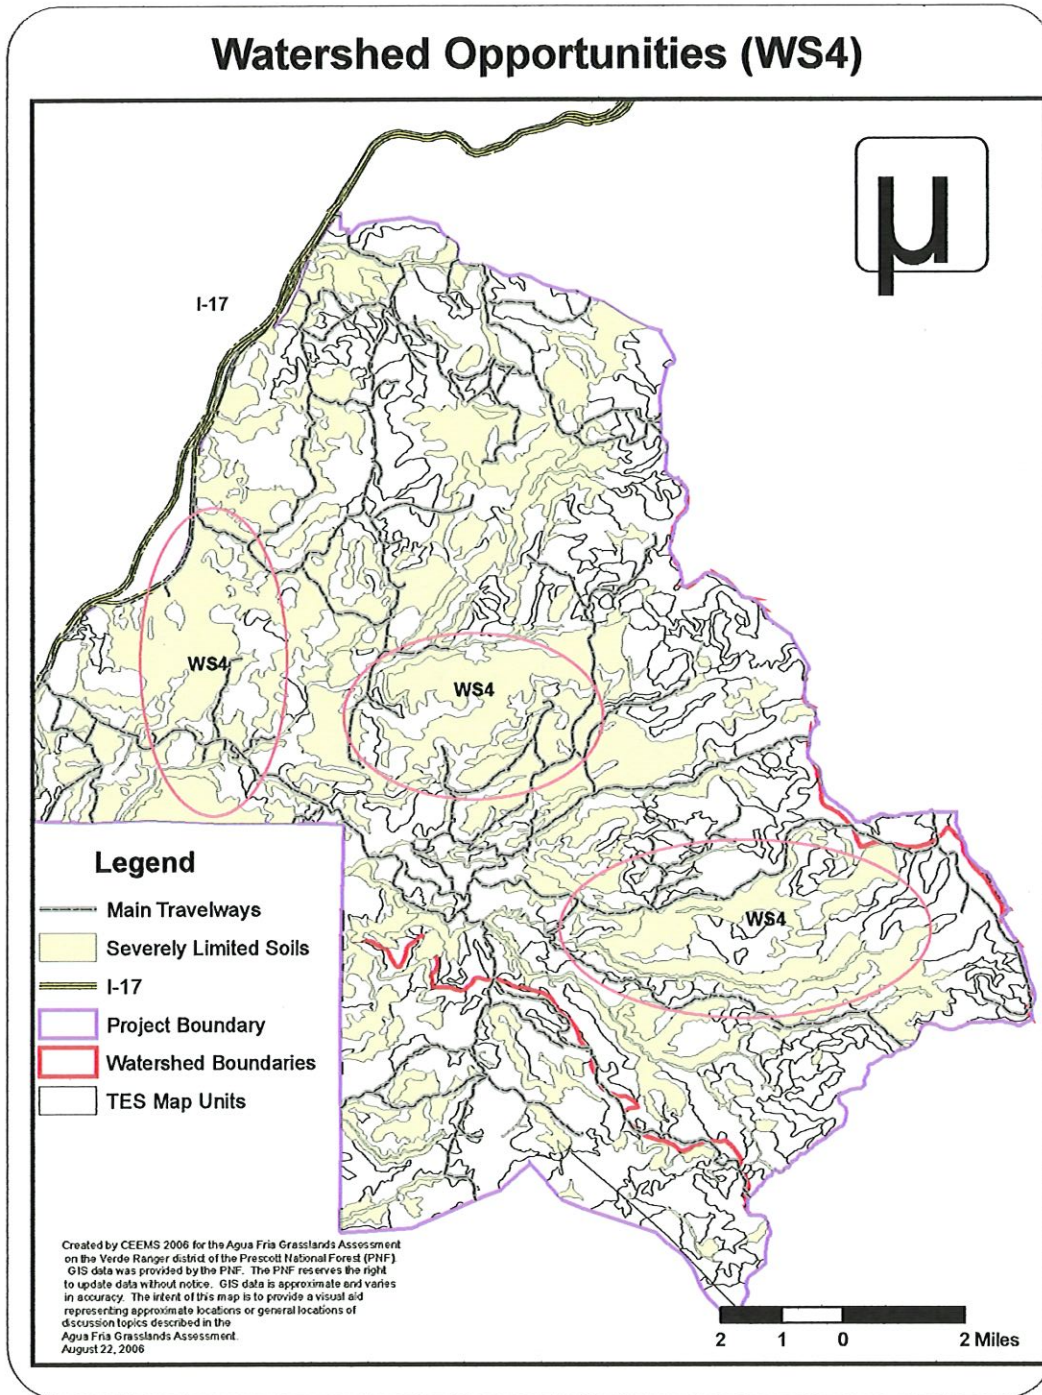 Watershed Opportunities (WS4)
µ
I-17
WS4
WS4
WS4
Legend
Main Travelways
Severely Limited Soils
I-17
Project Boundary
Watershed Boundaries
TES Map Units
Created by CEEMS 2006 for the Agua Fria Grasslands Assessment
on the Verde Ranger district of the Prescott National Forest (PNF)
GIS data was provided by the PNF. The PNF reserves the right
to update data without notice. GIS data is approximate and varies
in accuracy. The intent of this map is to provide a visual aid
representing approximate locations or general locations of
discussion topics described in the
Agua Fria Grasslands Assessment.
August 22, 2006
2 1 0 2 Miles